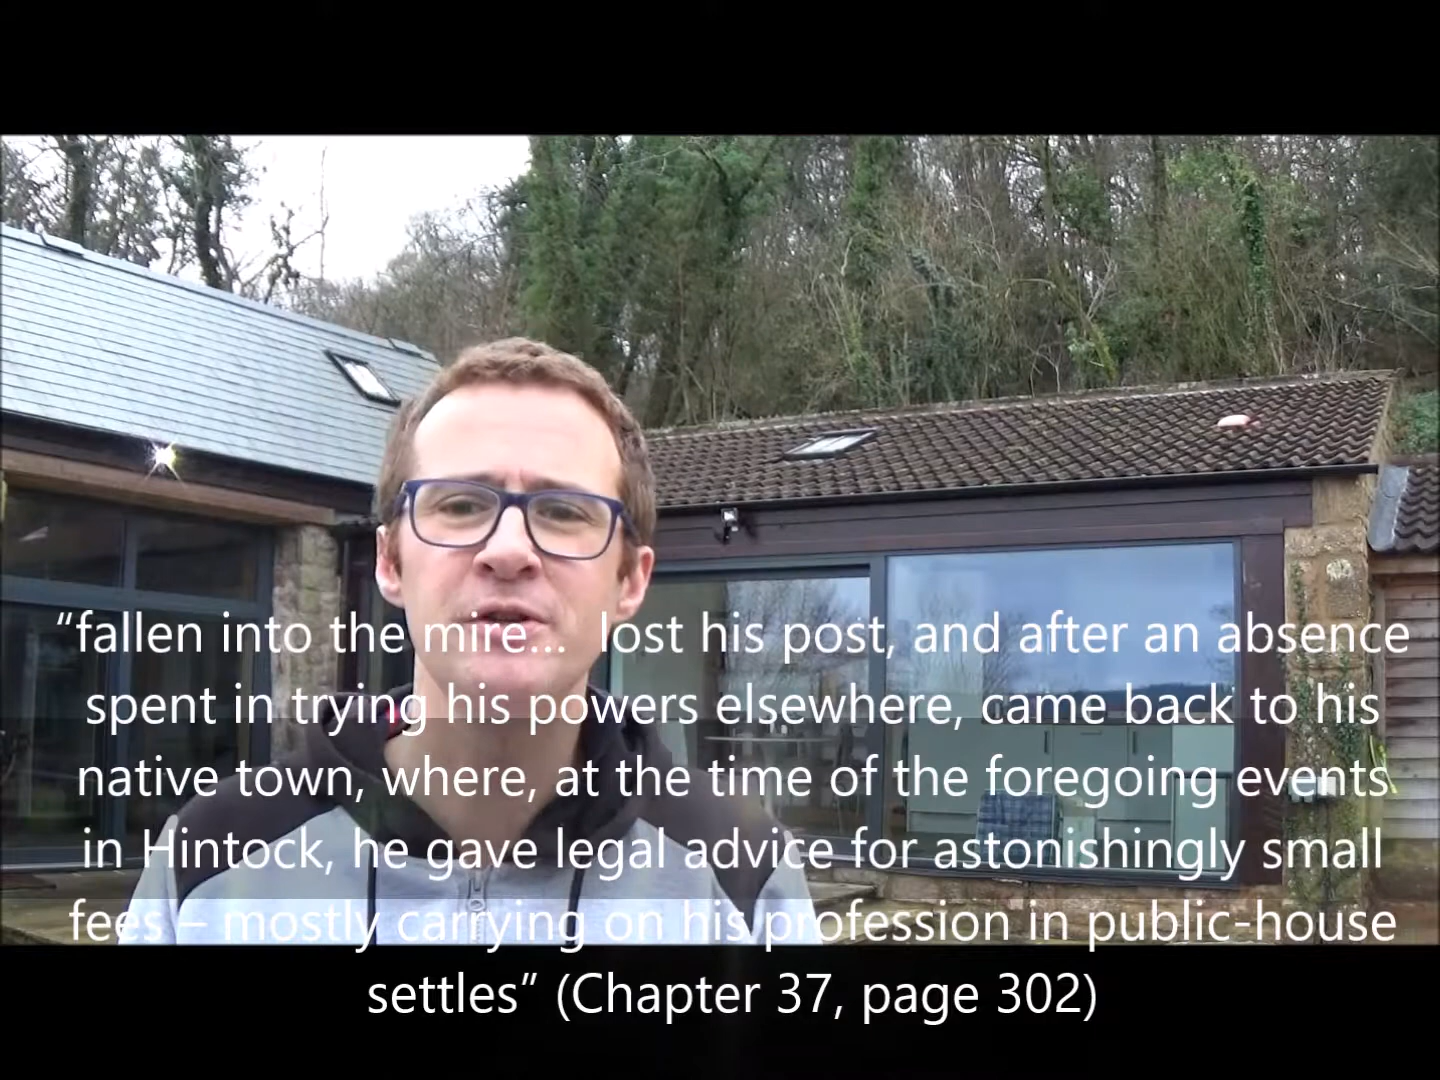 “fallen into the mire...  lost his post, and after an absence
spent in trying his powers elsewhere, came back to his
native town, where, at the time of the foregoing events
in Hintock, he gave legal advice for astonishingly small
fees – mostly carrying on his profession in public-house
settles” (Chapter 37, page 302)